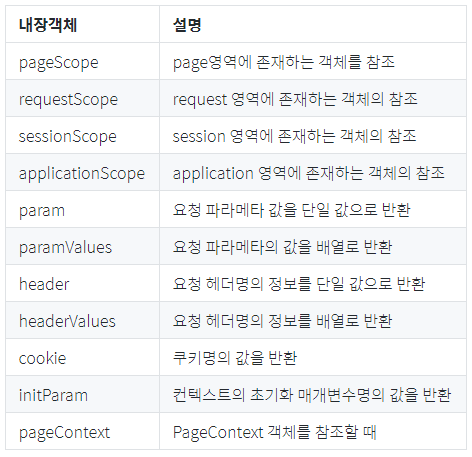 내장객체 설명
pageScope page영역에 존재하는 객체를 참조
requestScope request 영역에 존재하는 객체의 참조
sessionScope session 영역에 존재하는 객체의 참조
applicationScope application 영역에 존재하는 객체의 참조
param 요청 파라메타 값을 단일 값으로 반환
paramValues 요청 파라메타의 값을 배열로 반환
header 요청 헤더명의 정보를 단일 값으로 반환
headerValues 요청 헤더명의 정보를 배열로 반환
cookie 쿠키명의 값을 반환
initParam 컨텍스트의 초기화 매개변수명의 값을 반환
pageContext PageContext 객체를 참조할 때